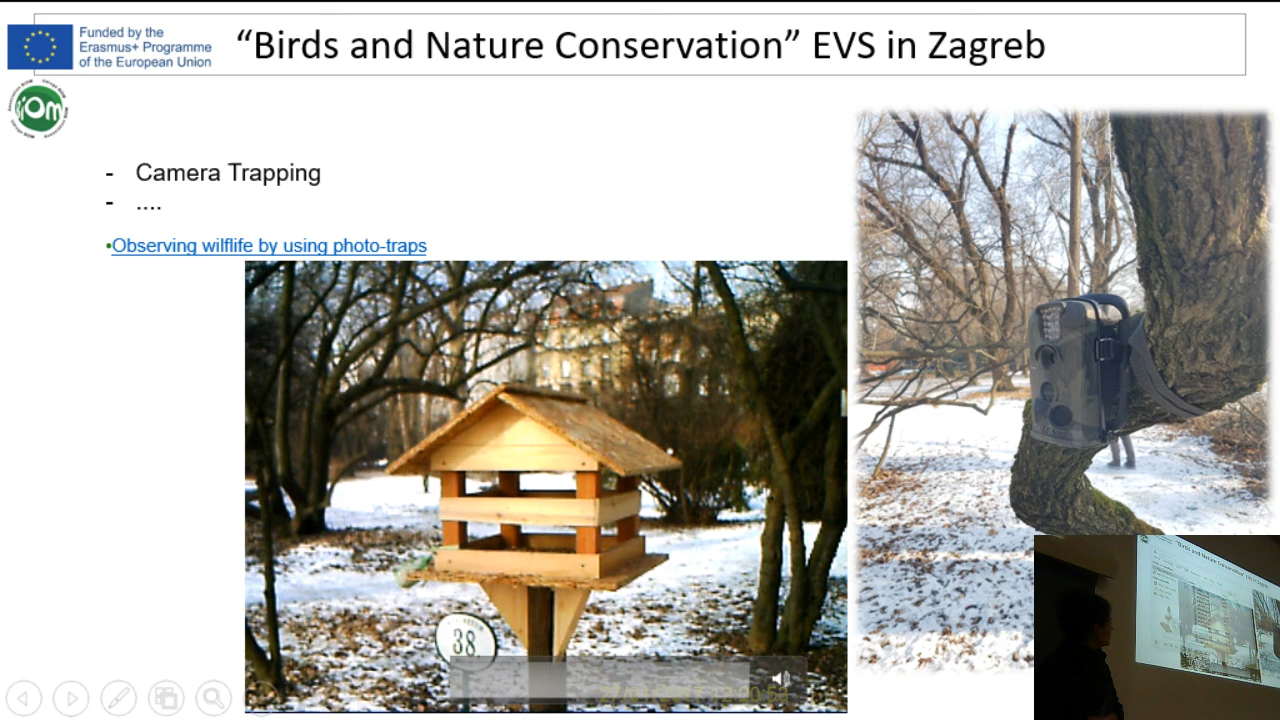 Funded by the
Erasmus+ Programme
of the European Union
“Birds and Nature Conservation” EVS in Zagreb
BIOM
- Camera Trapping
- ....
•Observing wilflife by using photo-traps
38